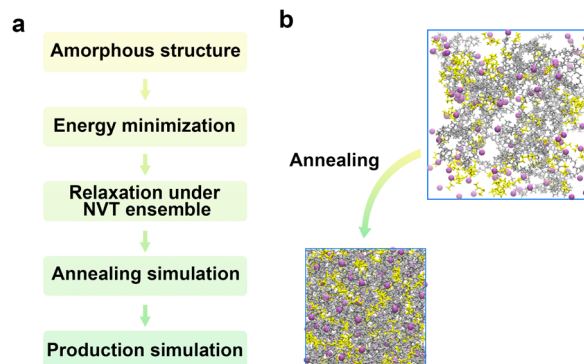 a
Amorphous structure
Energy minimization
Relaxation under
NVT ensemble
Annealing simulation
Production simulation
b
Annealing